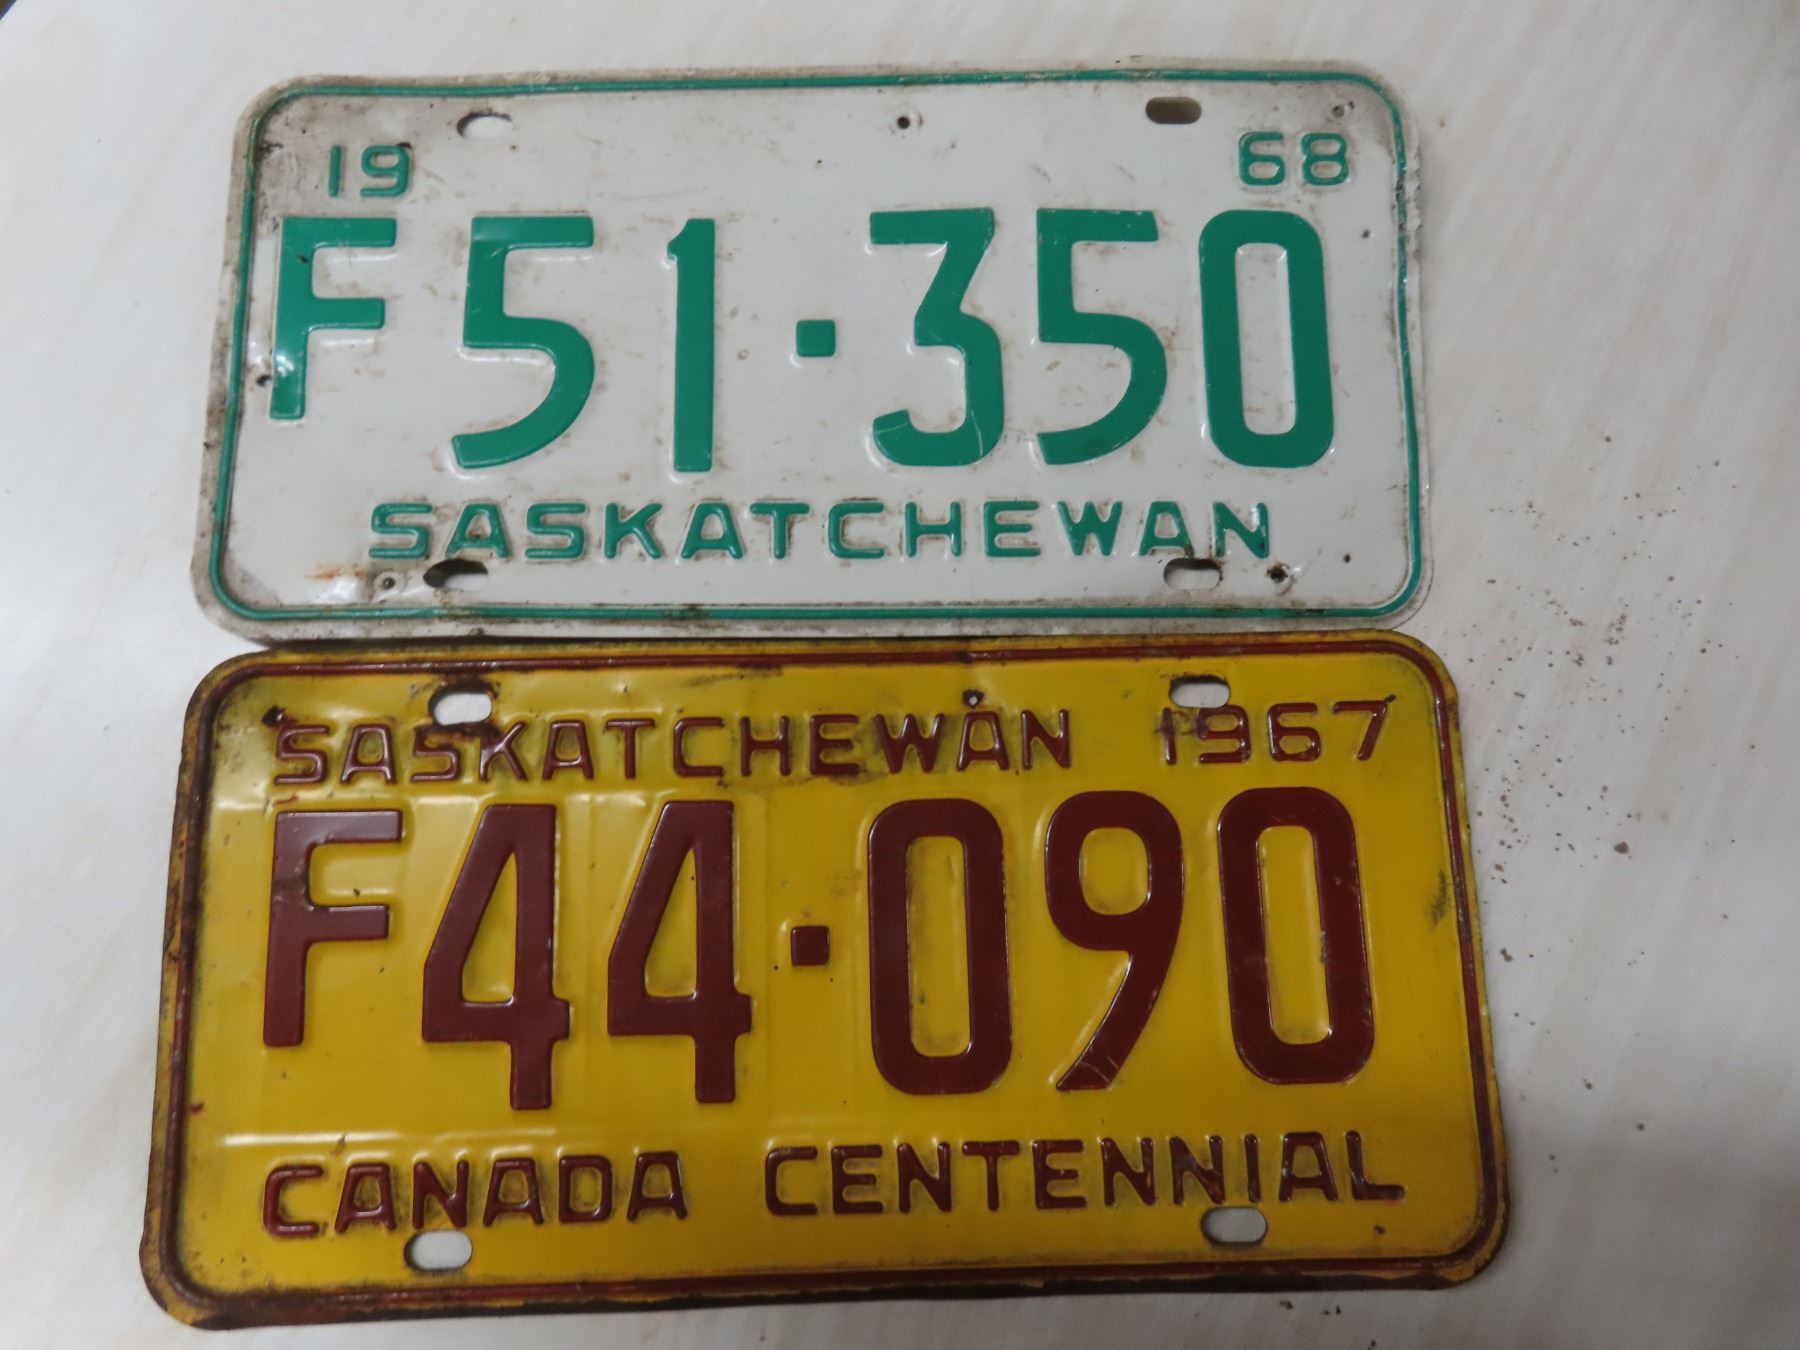 19 68
F51·350
SASKATCHEWAN
SASKATCHEWAN 1967
F44·090
CANADA CENTENNIAL